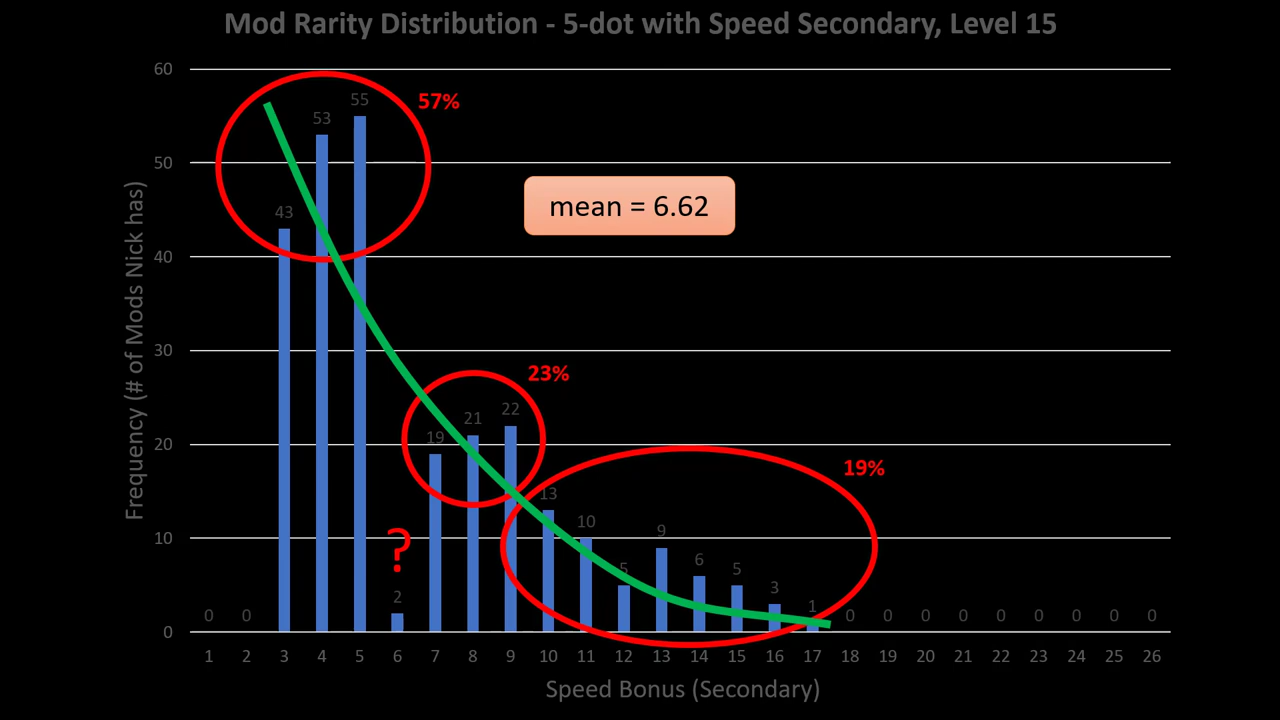 Mod Rarity Distribution - 5-dot with Speed Secondary, Level 15
Frequency (# of Mods Nick has)
60
50
40
30
20
10
0
57%
23%
19%
mean = 6.62
?
0 0 43 53 55 2 19 21 22 13 10 5 9 6 5 3 1 0 0 0 0 0 0 0 0 0
1 2 3 4 5 6 7 8 9 10 11 12 13 14 15 16 17 18 19 20 21 22 23 24 25 26
Speed Bonus (Secondary)